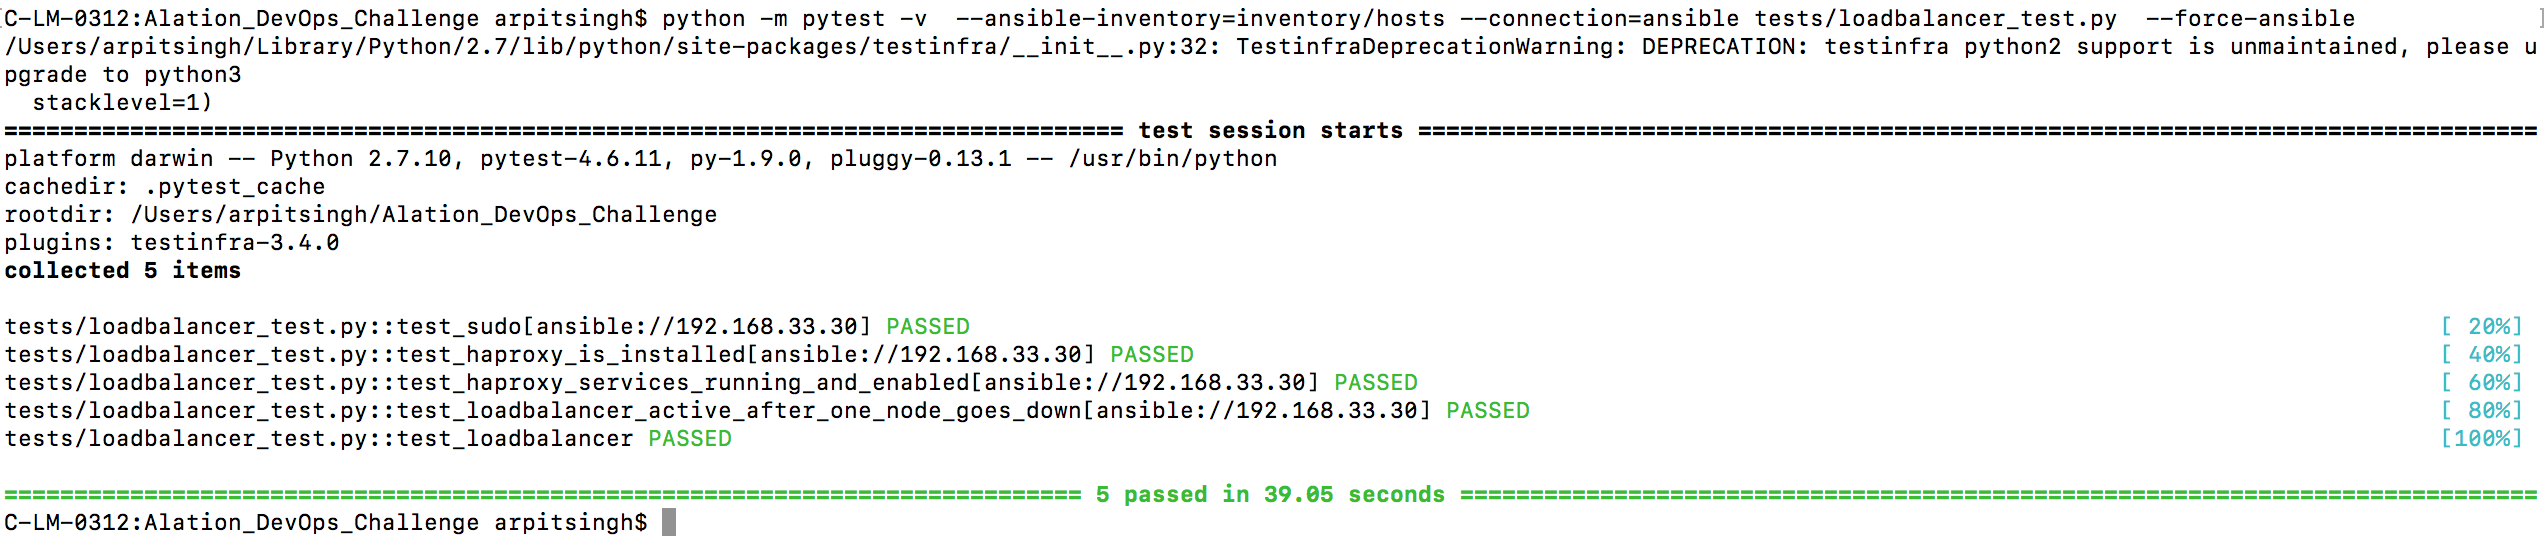 C-LM-0312:Alation_DevOps_Challenge arpitsingh$ python -m pytest -v  --ansible-inventory=inventory/hosts --connection=ansible tests/loadbalancer_test.py  --force-ansible
/Users/arpitsingh/Library/Python/2.7/lib/python/site-packages/testinfra/__init__.py:32: TestinfraDeprecationWarning: DEPRECATION: testinfra python2 support is unmaintained, please u
pgrade to python3
  stacklevel=1)
================================================================================ test session starts ================================================================================
platform darwin -- Python 2.7.10, pytest-4.6.11, py-1.9.0, pluggy-0.13.1 -- /usr/bin/python
cachedir: .pytest_cache
rootdir: /Users/arpitsingh/Alation_DevOps_Challenge
plugins: testinfra-3.4.0
collected 5 items

tests/loadbalancer_test.py::test_sudo[ansible://192.168.33.30] PASSED [ 20%]
tests/loadbalancer_test.py::test_haproxy_is_installed[ansible://192.168.33.30] PASSED [ 40%]
tests/loadbalancer_test.py::test_haproxy_services_running_and_enabled[ansible://192.168.33.30] PASSED [ 60%]
tests/loadbalancer_test.py::test_loadbalancer_active_after_one_node_goes_down[ansible://192.168.33.30] PASSED [ 80%]
tests/loadbalancer_test.py::test_loadbalancer PASSED [100%]

============================================================================= 5 passed in 39.05 seconds =============================================================================
C-LM-0312:Alation_DevOps_Challenge arpitsingh$